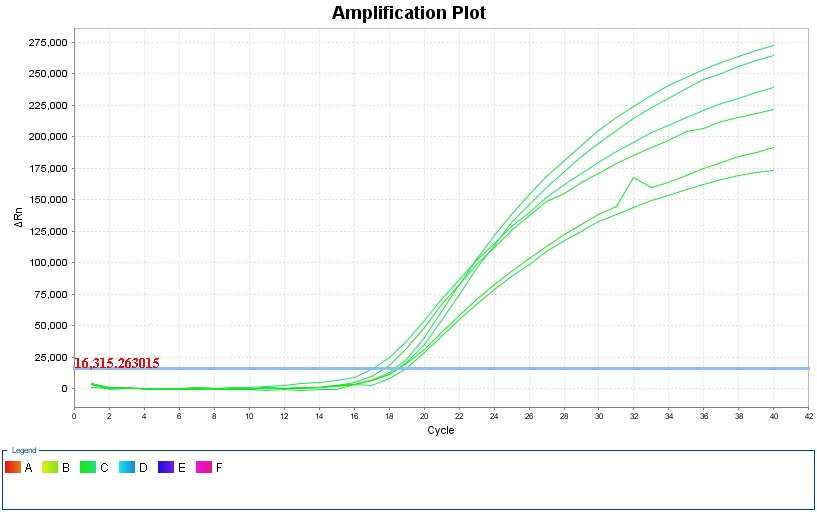 Amplification Plot
275,000
250,000
225,000
200,000
175,000
150,000
125,000
100,000
75,000
50,000
25,000
0
ΔRn
16,315.263015
0 2 4 6 8 10 12 14 16 18 20 22 24 26 28 30 32 34 36 38 40 42
Cycle
Legend
A B C D E F